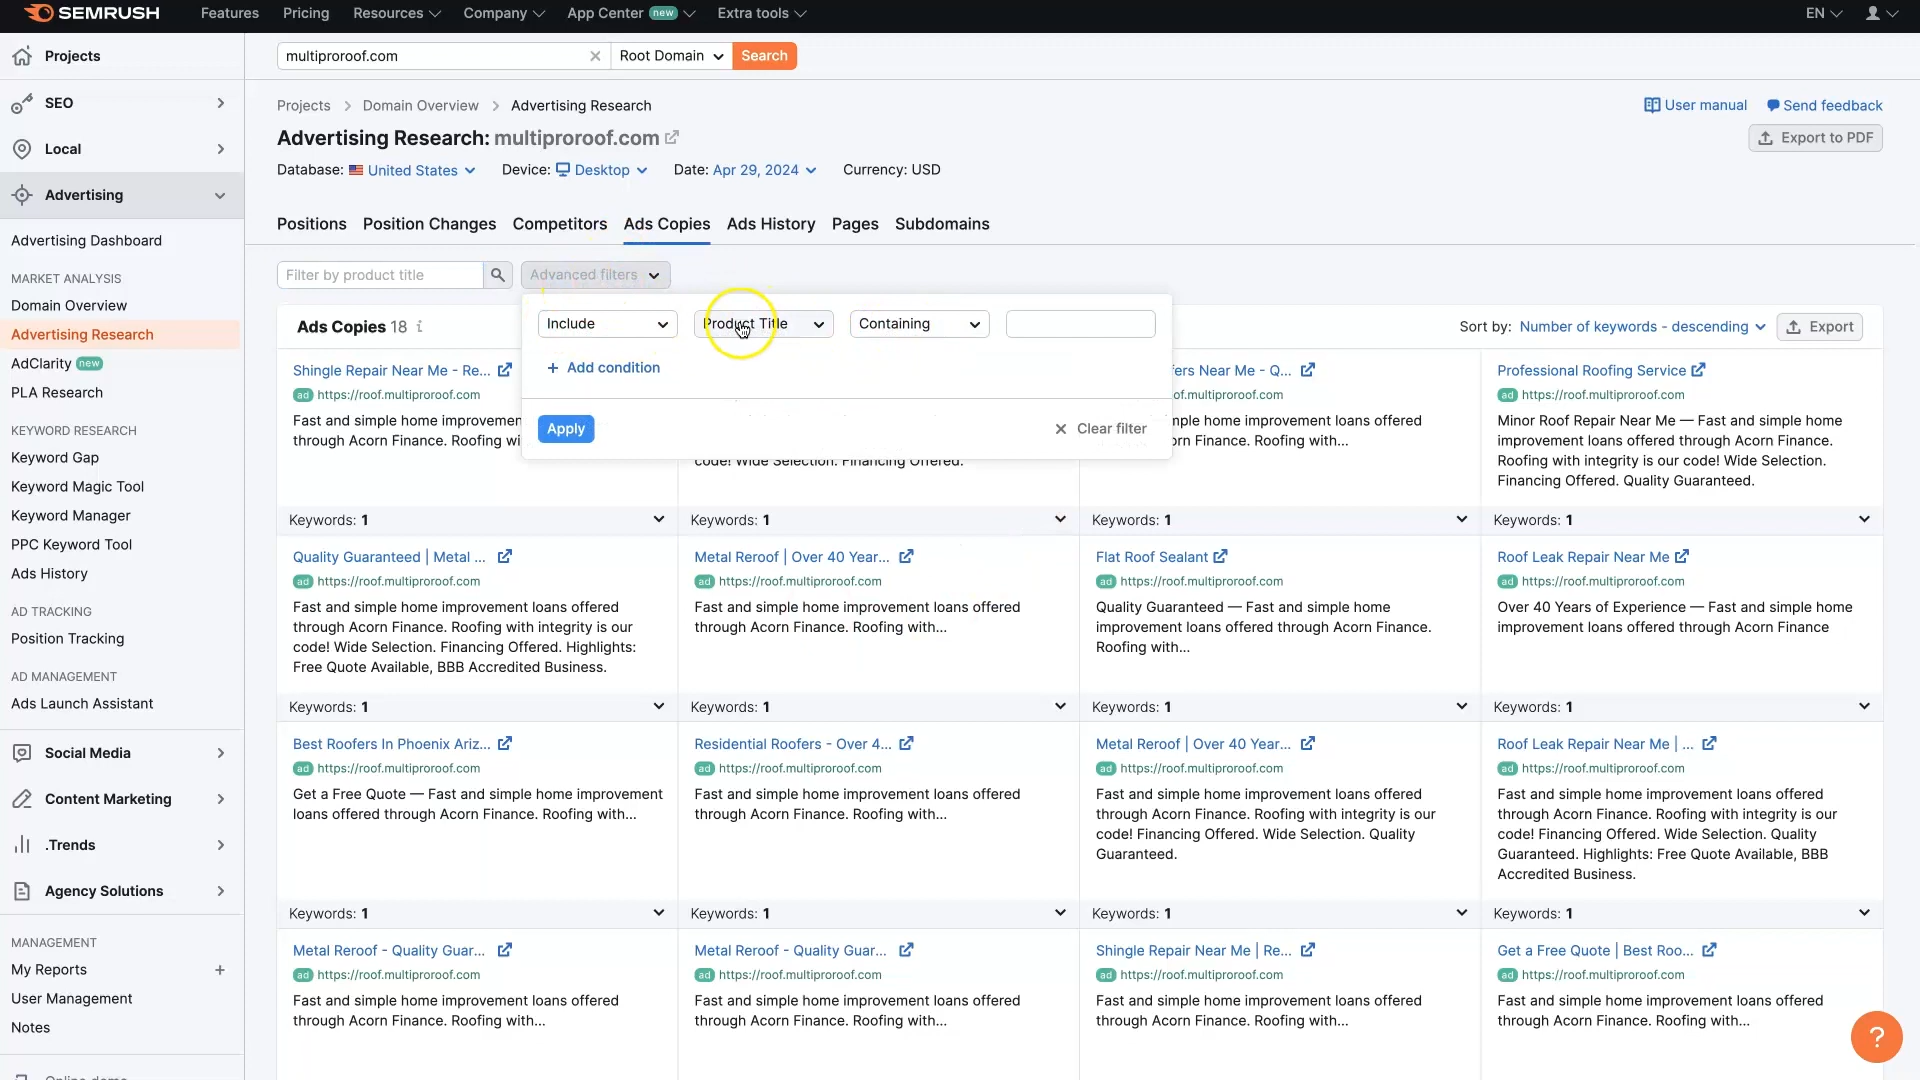 SEMRUSH
Features
Pricing
Resources
Company
App Center new
Extra tools
EN
Projects
multiproroof.com
Root Domain
Search
SEO
Local
Advertising
Advertising Dashboard
MARKET ANALYSIS
Domain Overview
Advertising Research
AdClarity new
PLA Research
KEYWORD RESEARCH
Keyword Gap
Keyword Magic Tool
Keyword Manager
PPC Keyword Tool
Ads History
AD TRACKING
Position Tracking
AD MANAGEMENT
Ads Launch Assistant
Social Media
Content Marketing
.Trends
Agency Solutions
MANAGEMENT
My Reports +
User Management
Notes
Online demo
Projects > Domain Overview > Advertising Research
User manual
Send feedback
Advertising Research: multiproroof.com
Export to PDF
Database: United States
Device: Desktop
Date: Apr 29, 2024
Currency: USD
Positions
Position Changes
Competitors
Ads Copies
Ads History
Pages
Subdomains
Filter by product title
Advanced filters
Include
Product Title
Containing
+ Add condition
Apply
× Clear filter
Ads Copies 18 i
Sort by: Number of keywords - descending
Export
Shingle Repair Near Me - Re...
ad https://roof.multiproroof.com
Fast and simple home improvemen
through Acorn Finance. Roofing wi
Keywords: 1
code! Wide Selection. Financing Offered.
Keywords: 1
fers Near Me - Q...
of.multiproroof.com
mple home improvement loans offered
rn Finance. Roofing with...
Keywords: 1
Professional Roofing Service
ad https://roof.multiproroof.com
Minor Roof Repair Near Me — Fast and simple home
improvement loans offered through Acorn Finance.
Roofing with integrity is our code! Wide Selection.
Financing Offered. Quality Guaranteed.
Keywords: 1
Quality Guaranteed | Metal ...
ad https://roof.multiproroof.com
Fast and simple home improvement loans offered
through Acorn Finance. Roofing with integrity is our
code! Wide Selection. Financing Offered. Highlights:
Free Quote Available, BBB Accredited Business.
Keywords: 1
Metal Reroof | Over 40 Year...
ad https://roof.multiproroof.com
Fast and simple home improvement loans offered
through Acorn Finance. Roofing with...
Keywords: 1
Flat Roof Sealant
ad https://roof.multiproroof.com
Quality Guaranteed — Fast and simple home
improvement loans offered through Acorn Finance.
Roofing with...
Keywords: 1
Roof Leak Repair Near Me
ad https://roof.multiproroof.com
Over 40 Years of Experience — Fast and simple home
improvement loans offered through Acorn Finance
Keywords: 1
Best Roofers In Phoenix Ariz...
ad https://roof.multiproroof.com
Get a Free Quote — Fast and simple home improvement
loans offered through Acorn Finance. Roofing with...
Keywords: 1
Residential Roofers - Over 4...
ad https://roof.multiproroof.com
Fast and simple home improvement loans offered
through Acorn Finance. Roofing with...
Keywords: 1
Metal Reroof | Over 40 Year...
ad https://roof.multiproroof.com
Fast and simple home improvement loans offered
through Acorn Finance. Roofing with integrity is our
code! Financing Offered. Wide Selection. Quality
Guaranteed.
Keywords: 1
Roof Leak Repair Near Me | ...
ad https://roof.multiproroof.com
Fast and simple home improvement loans offered
through Acorn Finance. Roofing with integrity is our
code! Financing Offered. Wide Selection. Quality
Guaranteed. Highlights: Free Quote Available, BBB
Accredited Business.
Keywords: 1
Metal Reroof - Quality Guar...
ad https://roof.multiproroof.com
Fast and simple home improvement loans offered
through Acorn Finance. Roofing with...
Metal Reroof - Quality Guar...
ad https://roof.multiproroof.com
Fast and simple home improvement loans offered
through Acorn Finance. Roofing with...
Shingle Repair Near Me | Re...
ad https://roof.multiproroof.com
Fast and simple home improvement loans offered
through Acorn Finance. Roofing with...
Get a Free Quote | Best Roo...
ad https://roof.multiproroof.com
Fast and simple home improvement loans offered
through Acorn Finance. Roofing with...
?